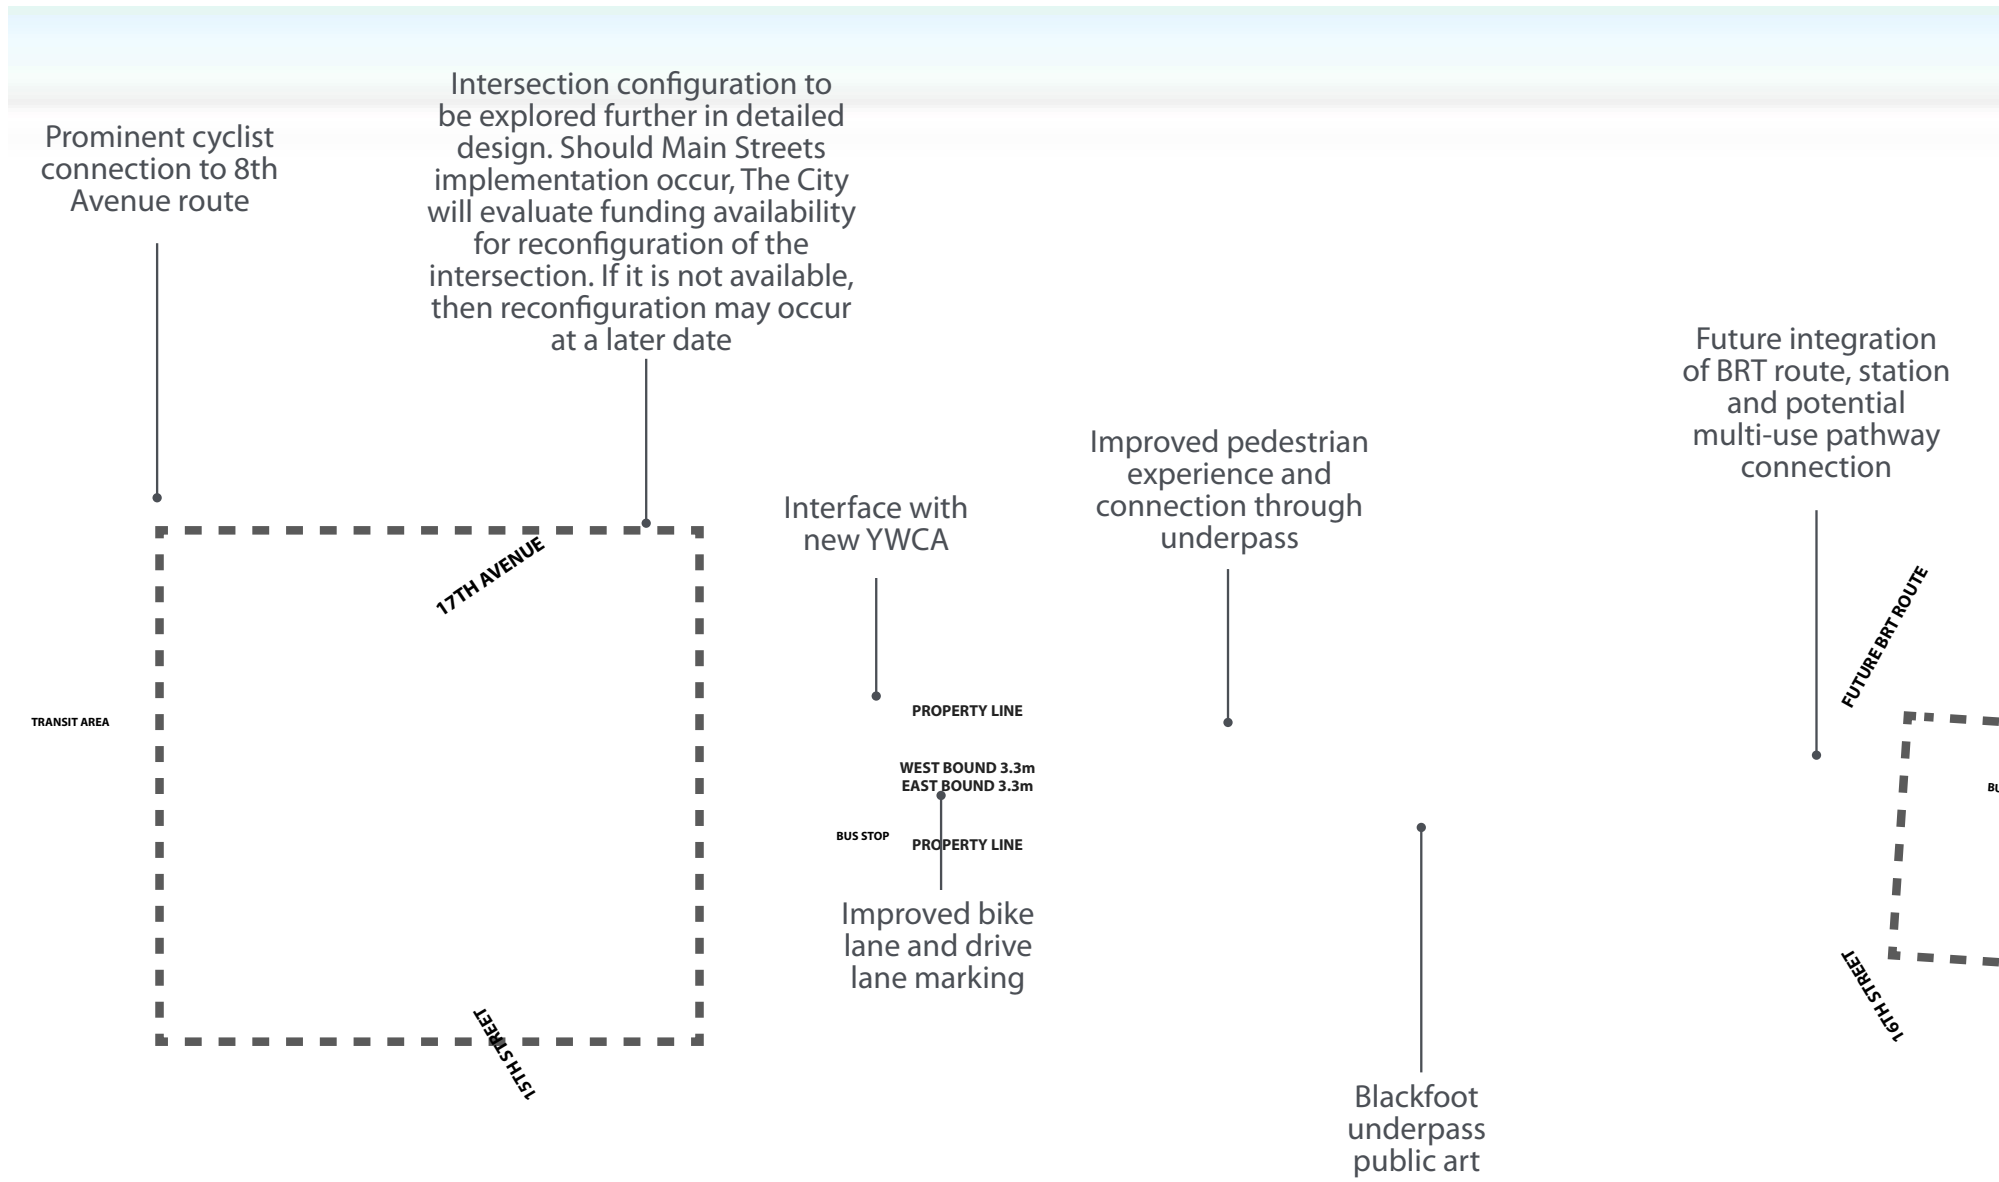 Prominent cyclist
connection to 8th
Avenue route
Intersection configuration to
be explored further in detailed
design. Should Main Streets
implementation occur, The City
will evaluate funding availability
for reconfiguration of the
intersection. If it is not available,
then reconfiguration may occur
at a later date
Interface with
new YWCA
Improved pedestrian
experience and
connection through
underpass
Future integration
of BRT route, station
and potential
multi-use pathway
connection
17TH AVENUE
FUTURE BRT ROUTE
TRANSIT AREA
PROPERTY LINE
WEST BOUND 3.3m
EAST BOUND 3.3m
BUS STOP
PROPERTY LINE
Improved bike
lane and drive
lane marking
15TH STREET
16TH STREET
Blackfoot
underpass
public art